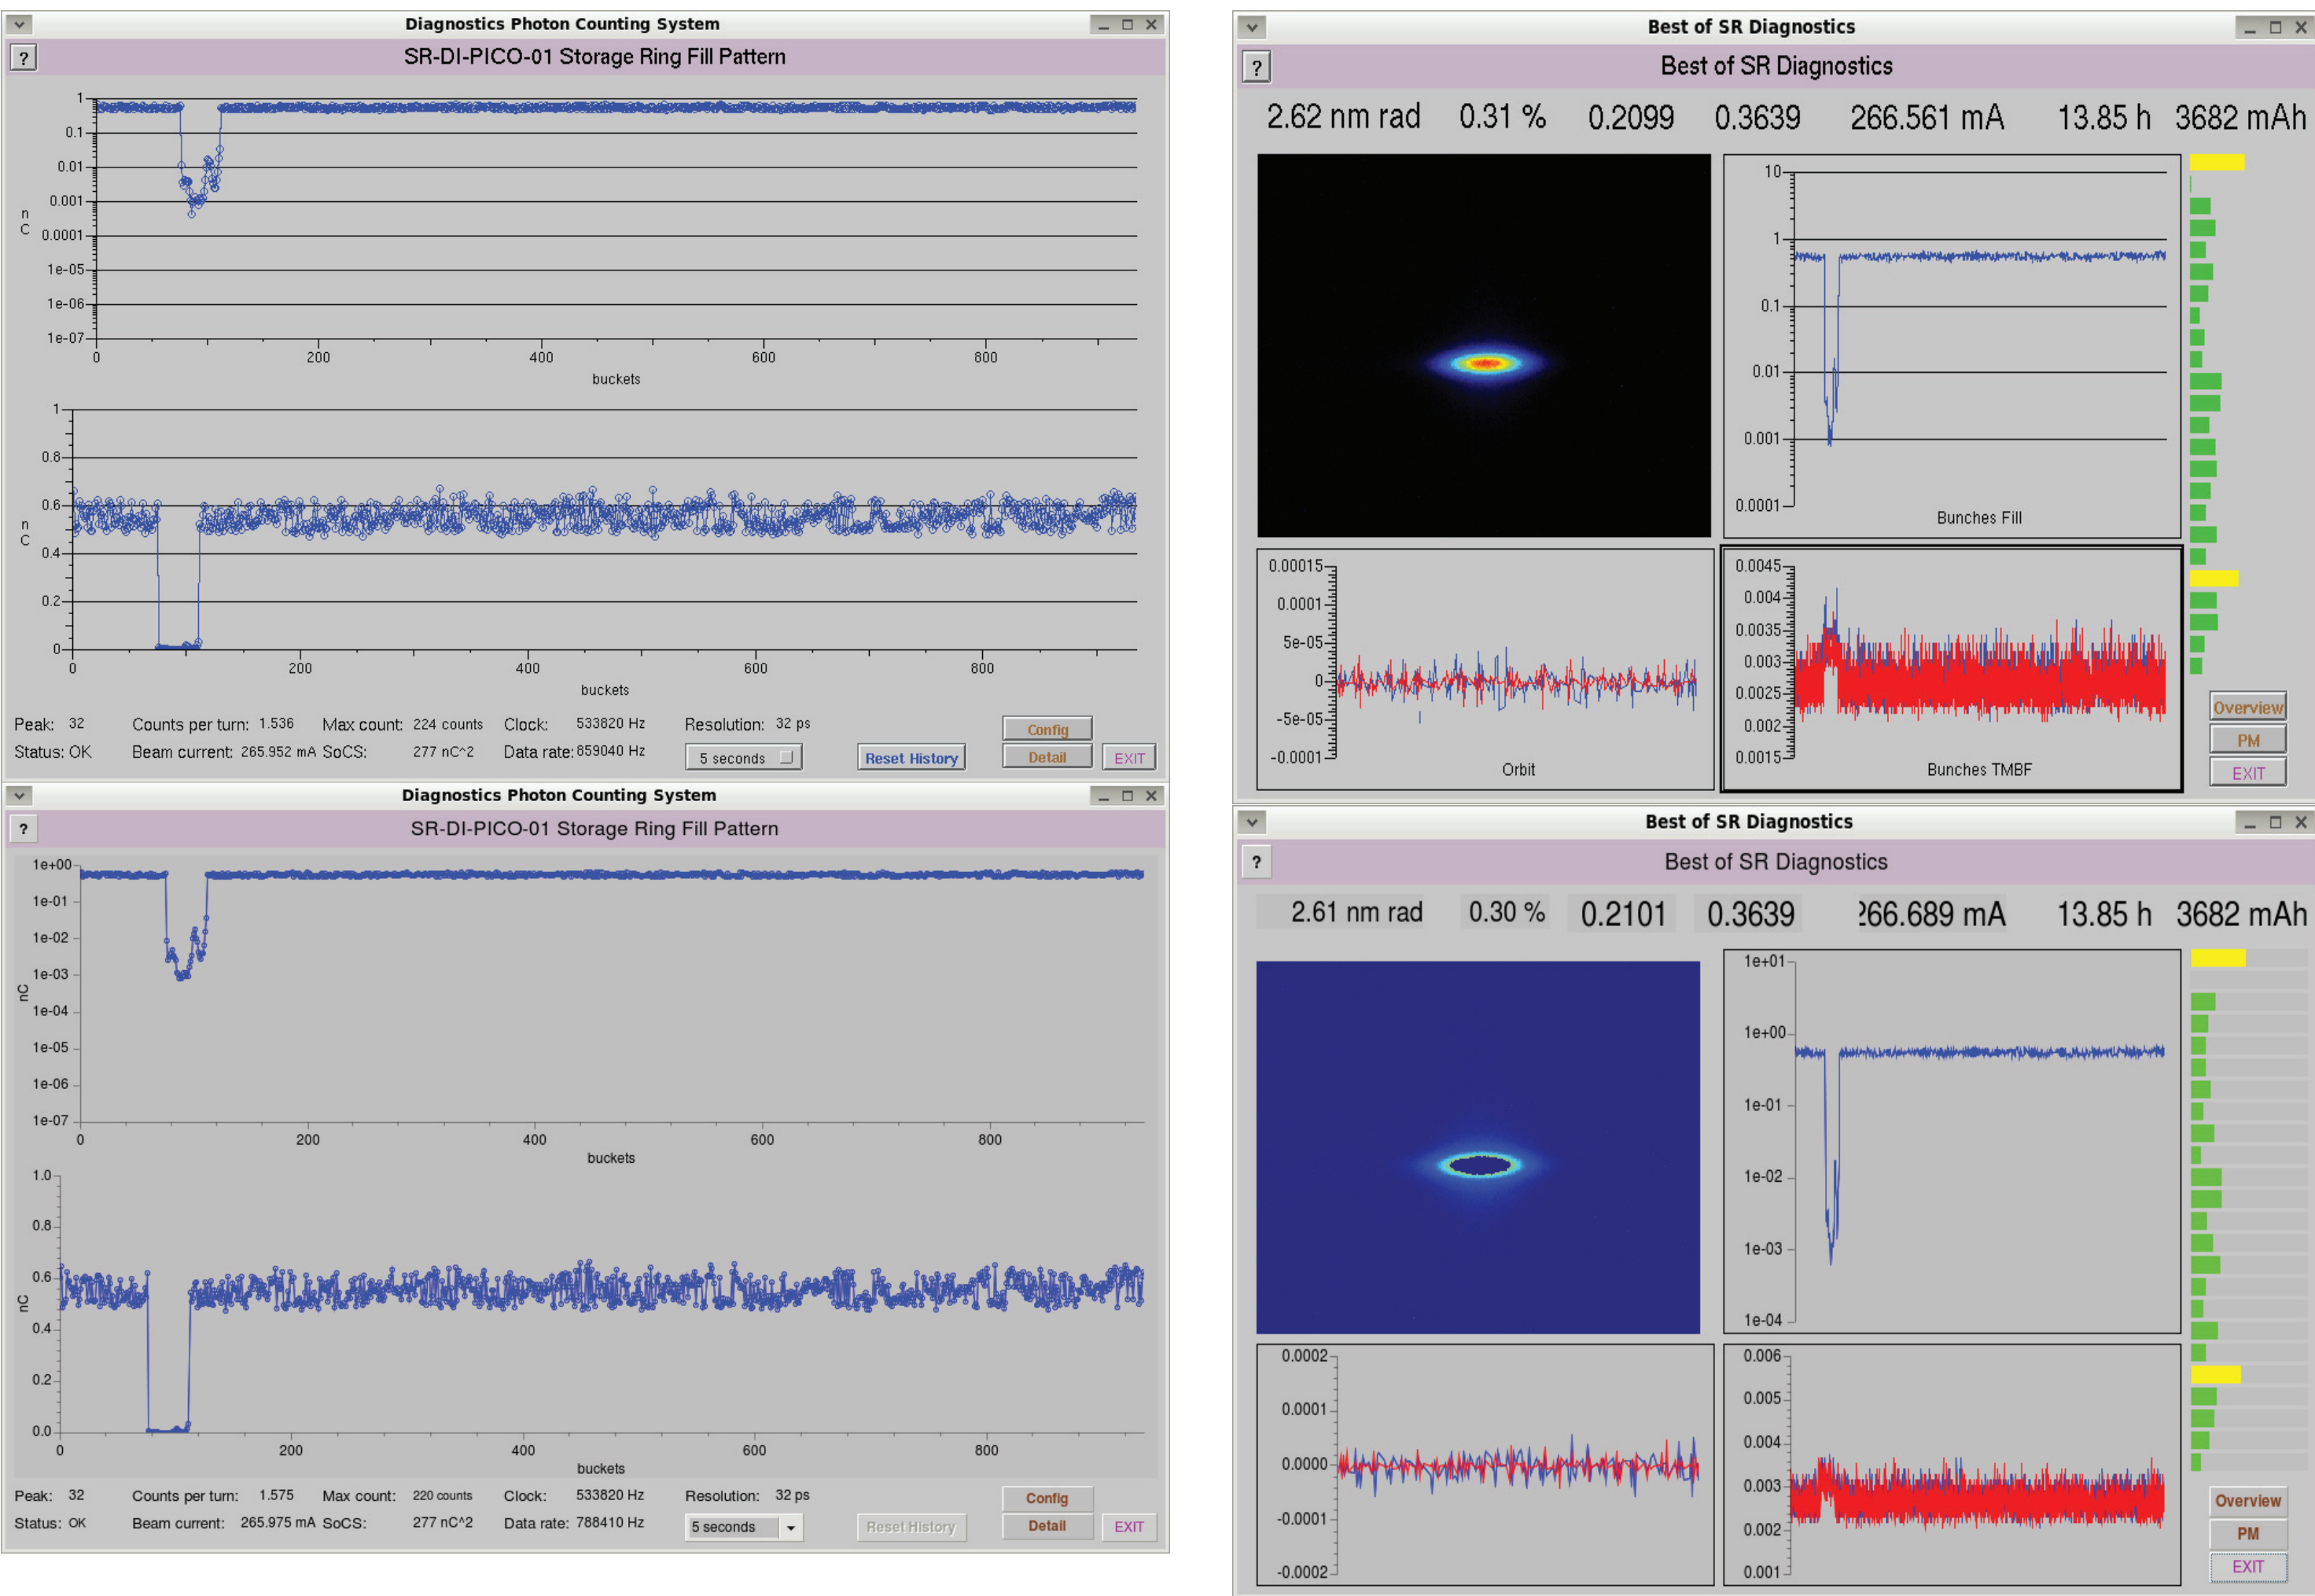 Diagnostics Photon Counting System
?
SR-DI-PICO-01 Storage Ring Fill Pattern
1
0.1
0.01
0.001
0.0001
1e-05
1e-06
1e-07
n
C
0 200 400 600 800
buckets
1
0.8
0.6
0.4
0.2
0
n
C
0 200 400 600 800
buckets
Peak: 32 Counts per turn: 1.536 Max count: 224 counts Clock: 533820 Hz Resolution: 32 ps Config
Status: OK Beam current: 265.952 mA SoCS: 277 nC^2 Data rate: 859040 Hz 5 seconds Reset History Detail EXIT
Diagnostics Photon Counting System
?
SR-DI-PICO-01 Storage Ring Fill Pattern
1e+00
1e-01
1e-02
1e-03
1e-04
1e-05
1e-06
1e-07
nC
0 200 400 600 800
buckets
1.0
0.8
0.6
0.4
0.2
0.0
nC
0 200 400 600 800
buckets
Peak: 32 Counts per turn: 1.575 Max count: 220 counts Clock: 533820 Hz Resolution: 32 ps Config
Status: OK Beam current: 265.975 mA SoCS: 277 nC^2 Data rate: 788410 Hz 5 seconds Reset History Detail EXIT
Best of SR Diagnostics
?
Best of SR Diagnostics
2.62 nm rad 0.31 % 0.2099 0.3639 266.561 mA 13.85 h 3682 mAh
10
1
0.1
0.01
0.001
0.0001
Bunches Fill
0.00015
0.0001
5e-05
0
-5e-05
-0.0001
Orbit
0.0045
0.004
0.0035
0.003
0.0025
0.002
0.0015
Bunches TMBF
Overview
PM
EXIT
Best of SR Diagnostics
?
Best of SR Diagnostics
2.61 nm rad 0.30 % 0.2101 0.3639 266.689 mA 13.85 h 3682 mAh
1e+01
1e+00
1e-01
1e-02
1e-03
1e-04
0.0002
0.0001
0.0000
-0.0001
-0.0002
0.006
0.005
0.004
0.003
0.002
0.001
Overview
PM
EXIT